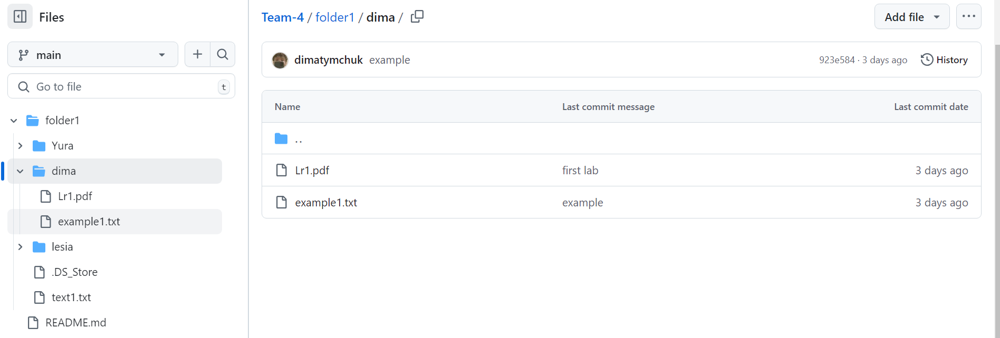 Files
main
Go to file
t
folder1
Yura
dima
Lr1.pdf
example1.txt
lesia
.DS_Store
text1.txt
README.md
Team-4 / folder1 / dima /
Add file
dimatymchuk example
923e584 · 3 days ago
History
Name Last commit message Last commit date
..
Lr1.pdf first lab 3 days ago
example1.txt example 3 days ago